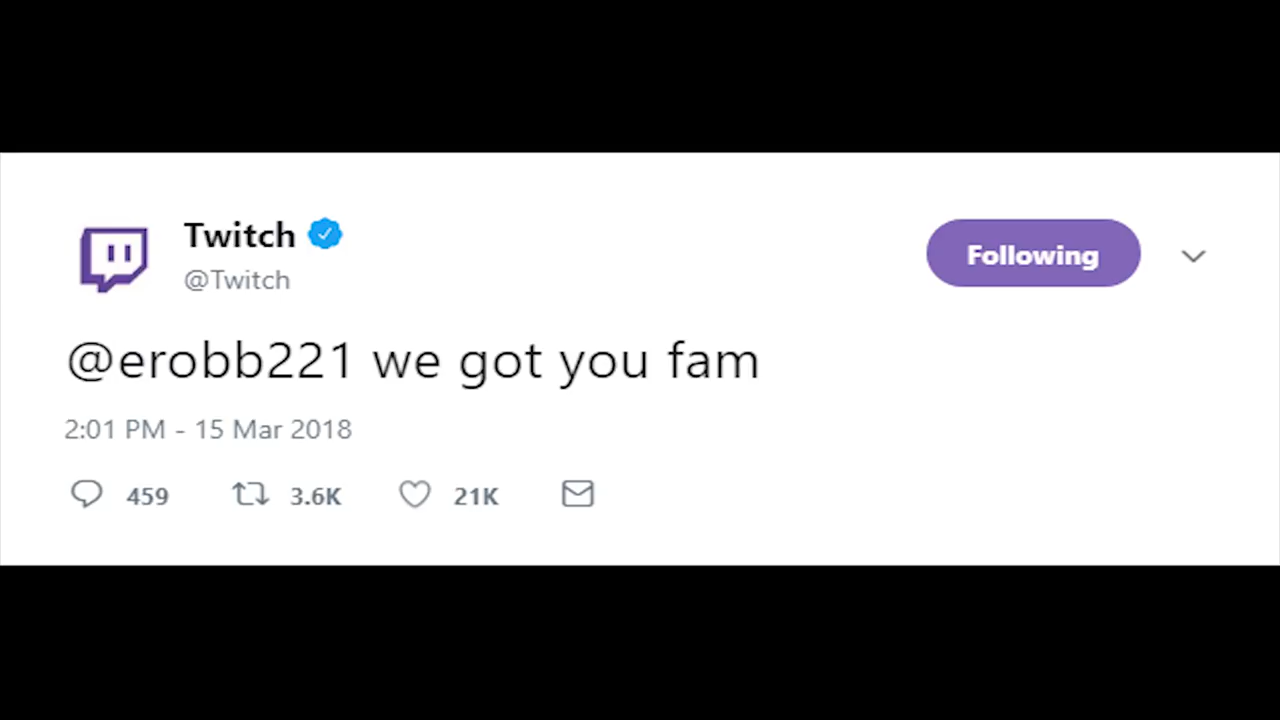 Twitch
@Twitch
Following
@erobb221 we got you fam
2:01 PM - 15 Mar 2018
459 3.6K 21K